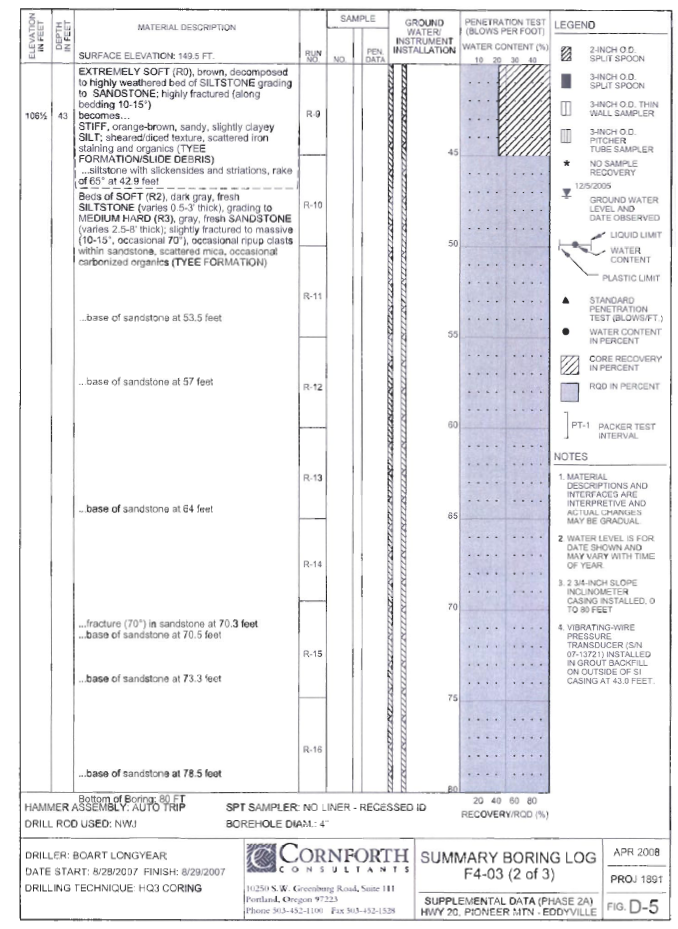 ELEVATION IN FEET
DEPTH IN FEET
MATERIAL DESCRIPTION
SURFACE ELEVATION: 149.5 FT.
RUN NO.
SAMPLE
NO.
PEN. DATA
GROUND WATER/ INSTRUMENT INSTALLATION
PENETRATION TEST
(BLOWS PER FOOT)
WATER CONTENT (%)
10 20 30 40
EXTREMELY SOFT (R0), brown, decomposed
to highly weathered bed of SILTSTONE grading
to SANDSTONE; highly fractured (along
bedding 10-15°)
106½ 43 becomes...
STIFF, orange-brown, sandy, slightly clayey
SILT; sheared/diced texture, scattered iron
staining and organics (TYEE
FORMATION/SLIDE DEBRIS)
...siltstone with slickensides and striations, rake
of 65° at 42.9 feet
Beds of SOFT (R2), dark gray, fresh
SILTSTONE (varies 0.5-3' thick), grading to
MEDIUM HARD (R3), gray, fresh SANDSTONE
(varies 2.5-8' thick); slightly fractured to massive
(10-15°, occasional 70°), occasional ripup clasts
within sandstone, scattered mica, occasional
carbonized organics (TYEE FORMATION)
...base of sandstone at 53.5 feet
...base of sandstone at 57 feet
...base of sandstone at 64 feet
...fracture (70°) in sandstone at 70.3 feet
...base of sandstone at 70.5 feet
...base of sandstone at 73.3 feet
...base of sandstone at 78.5 feet
Bottom of Boring: 80 FT
R-9
R-10
R-11
R-12
R-13
R-14
R-15
R-16
45
50
55
60
65
70
75
80
20 40 60 80
RECOVERY/RQD (%)
LEGEND
2-INCH O.D.
SPLIT SPOON
3-INCH O.D.
SPLIT SPOON
3-INCH O.D. THIN
WALL SAMPLER
3-INCH O.D.
PITCHER
TUBE SAMPLER
* NO SAMPLE
RECOVERY
12/5/2005
GROUND WATER
LEVEL AND
DATE OBSERVED
LIQUID LIMIT
WATER
CONTENT
PLASTIC LIMIT
STANDARD
PENETRATION
TEST (BLOWS/FT.)
WATER CONTENT
IN PERCENT
CORE RECOVERY
IN PERCENT
RQD IN PERCENT
PT-1 PACKER TEST
INTERVAL
NOTES
1. MATERIAL
DESCRIPTIONS AND
INTERFACES ARE
INTERPRETIVE AND
ACTUAL CHANGES
MAY BE GRADUAL.
2 WATER LEVEL IS FOR
DATE SHOWN AND
MAY VARY WITH TIME
OF YEAR.
3. 2 3/4-INCH SLOPE
INCLINOMETER
CASING INSTALLED, 0
TO 80 FEET
4. VIBRATING-WIRE
PRESSURE
TRANSDUCER (S/N
07-13721) INSTALLED
IN GROUT BACKFILL
ON OUTSIDE OF SI
CASING AT 43.0 FEET.
HAMMER ASSEMBLY: AUTO TRIP
SPT SAMPLER: NO LINER - RECESSED ID
DRILL ROD USED: NWJ
BOREHOLE DIAM.: 4"
DRILLER: BOART LONGYEAR
DATE START: 8/28/2007 FINISH: 8/29/2007
DRILLING TECHNIQUE: HQ3 CORING
CORNFORTH
CONSULTANTS
10250 S.W. Greenburg Road, Suite 111
Portland, Oregon 97223
Phone 503-452-1100 Fax 503-452-1528
SUMMARY BORING LOG
F4-03 (2 of 3)
SUPPLEMENTAL DATA (PHASE 2A)
HWY 20, PIONEER MTN - EDDYVILLE
APR 2008
PROJ 1891
FIG. D-5